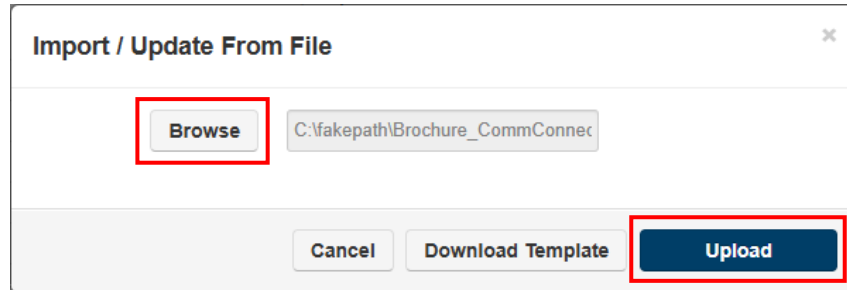 Import / Update From File
×
Browse C:\fakepath\Brochure_CommConnec
Cancel Download Template Upload